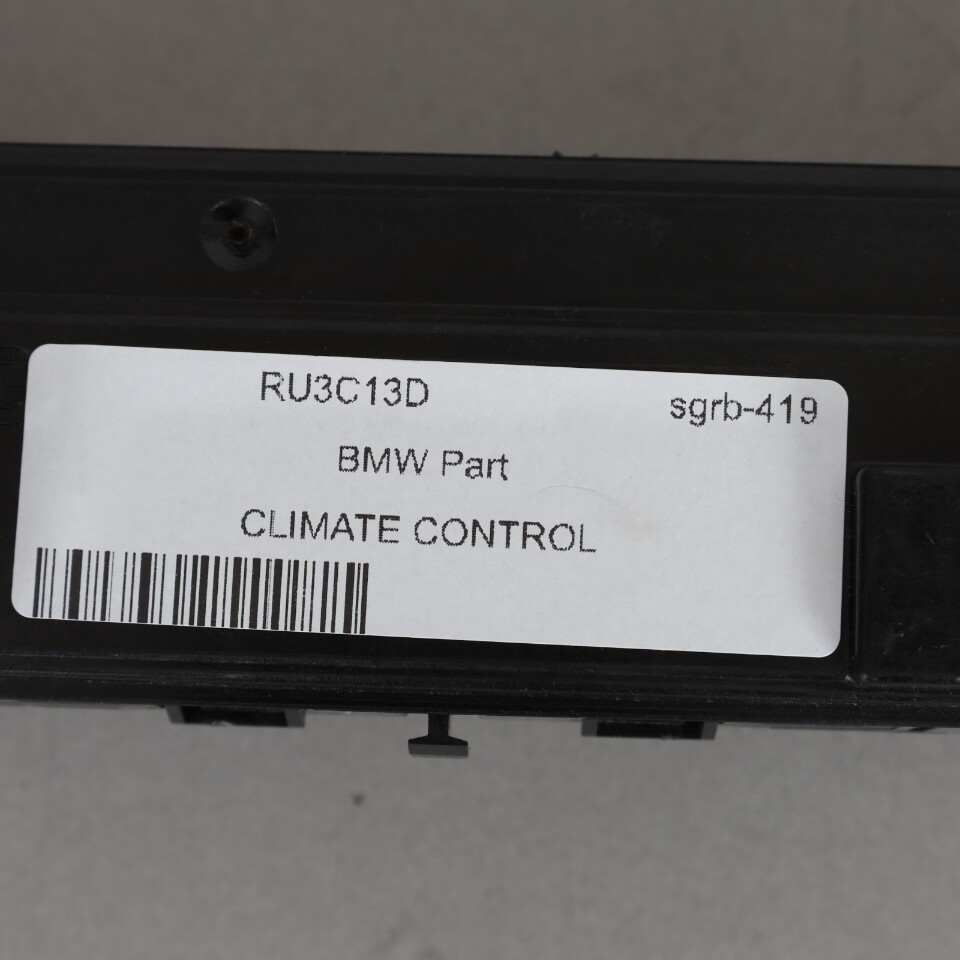 RU3C13D
sgrb-419
BMW Part
CLIMATE CONTROL